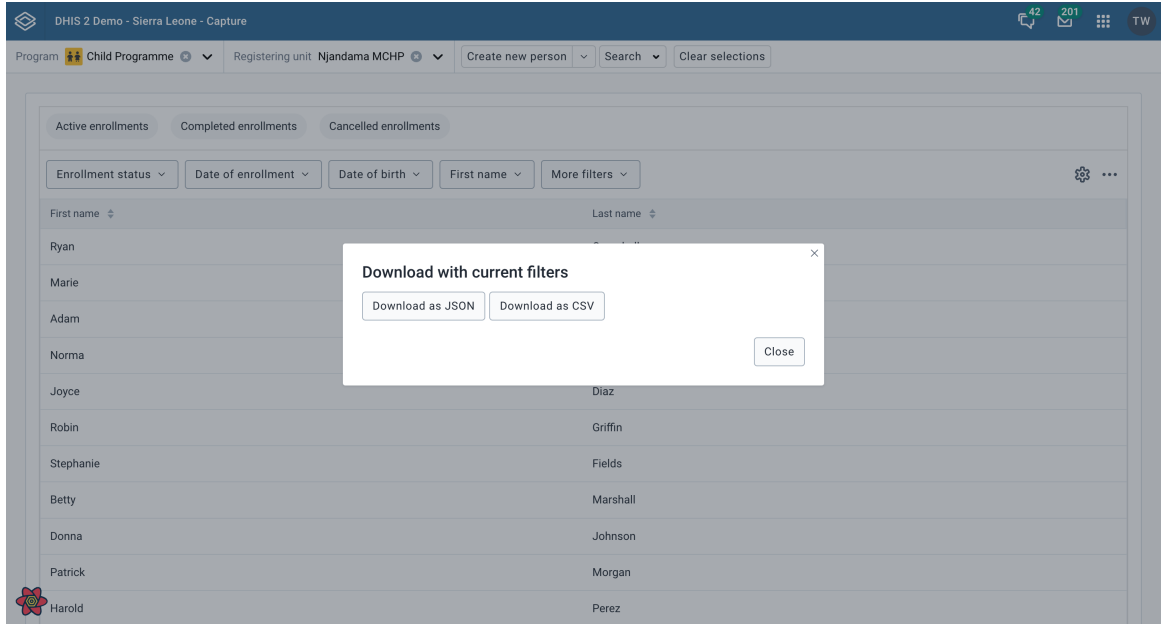 DHIS 2 Demo - Sierra Leone - Capture
42
201
TW
Program Child Programme Registering unit Njandama MCHP Create new person Search Clear selections
Active enrollments Completed enrollments Cancelled enrollments
Enrollment status Date of enrollment Date of birth First name More filters
First name Last name
Ryan
Marie
Adam
Norma
Download with current filters
Download as JSON Download as CSV
Close
Joyce Diaz
Robin Griffin
Stephanie Fields
Betty Marshall
Donna Johnson
Patrick Morgan
Harold Perez